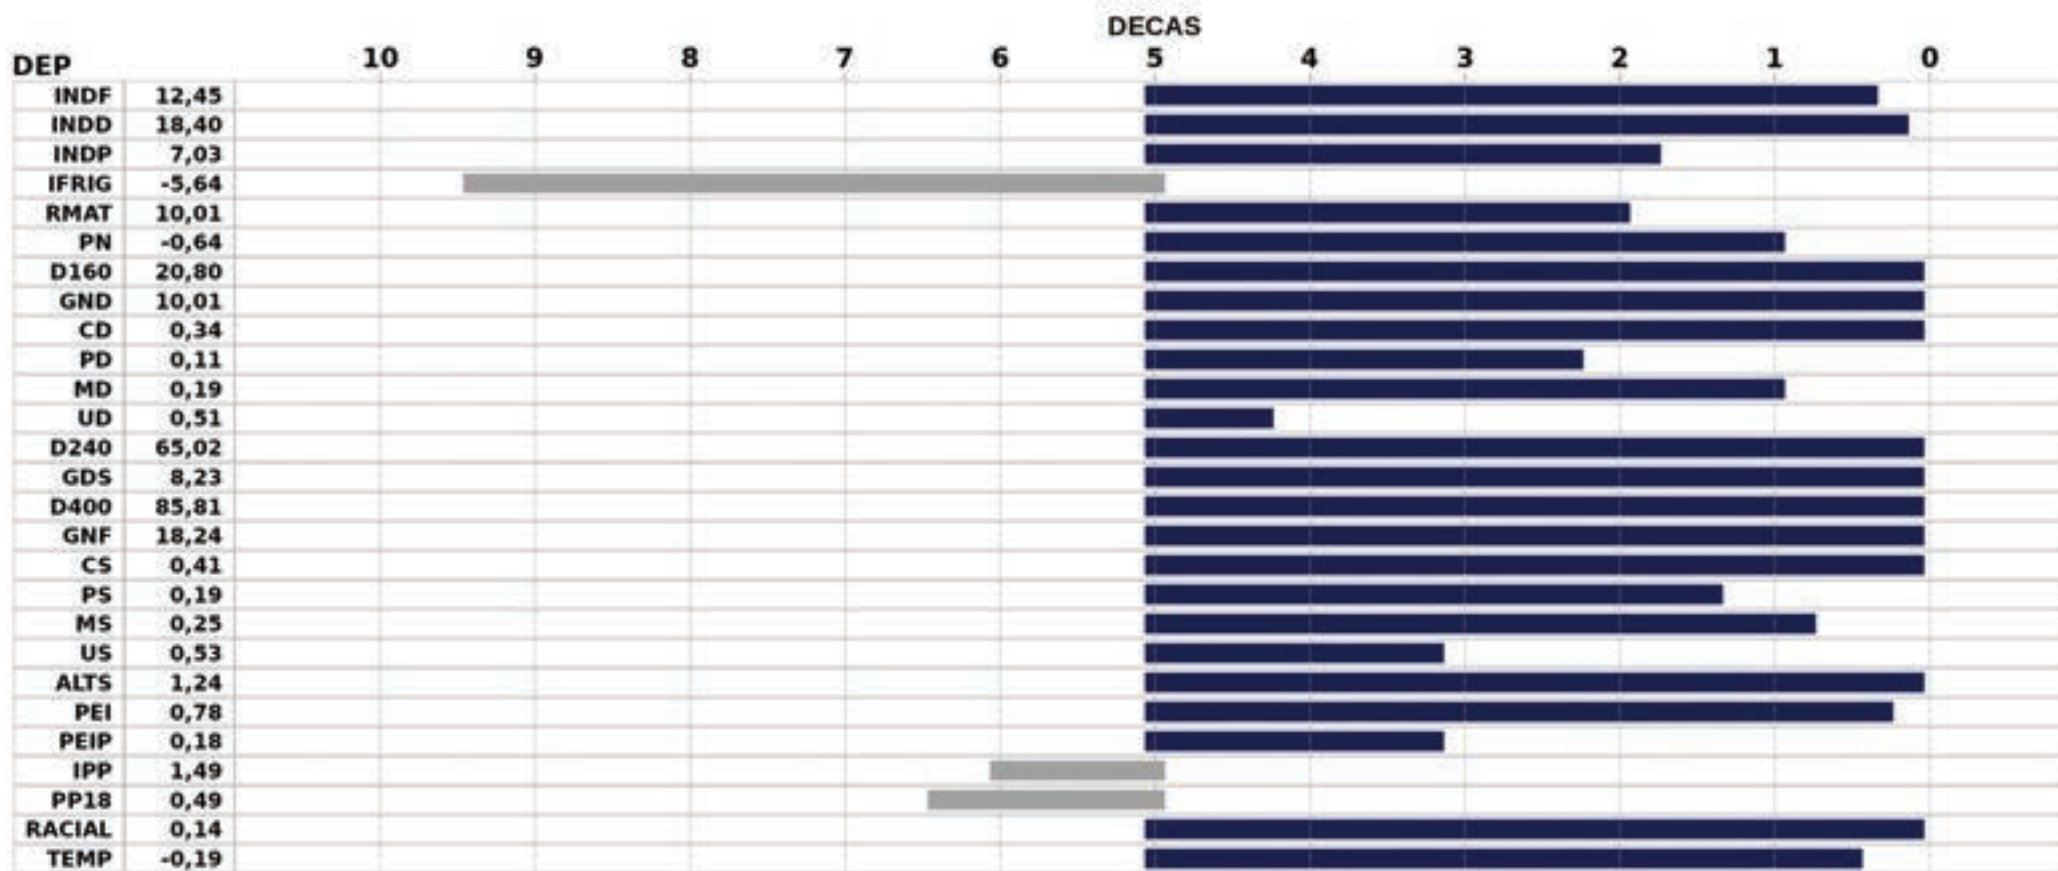 DECAS
DEP 10 9 8 7 6 5 4 3 2 1 0
INDF 12,45
INDD 18,40
INDP 7,03
IFRIG -5,64
RMAT 10,01
PN -0,64
D160 20,80
GND 10,01
CD 0,34
PD 0,11
MD 0,19
UD 0,51
D240 65,02
GDS 8,23
D400 85,81
GNF 18,24
CS 0,41
PS 0,19
MS 0,25
US 0,53
ALTS 1,24
PEI 0,78
PEIP 0,18
IPP 1,49
PP18 0,49
RACIAL 0,14
TEMP -0,19